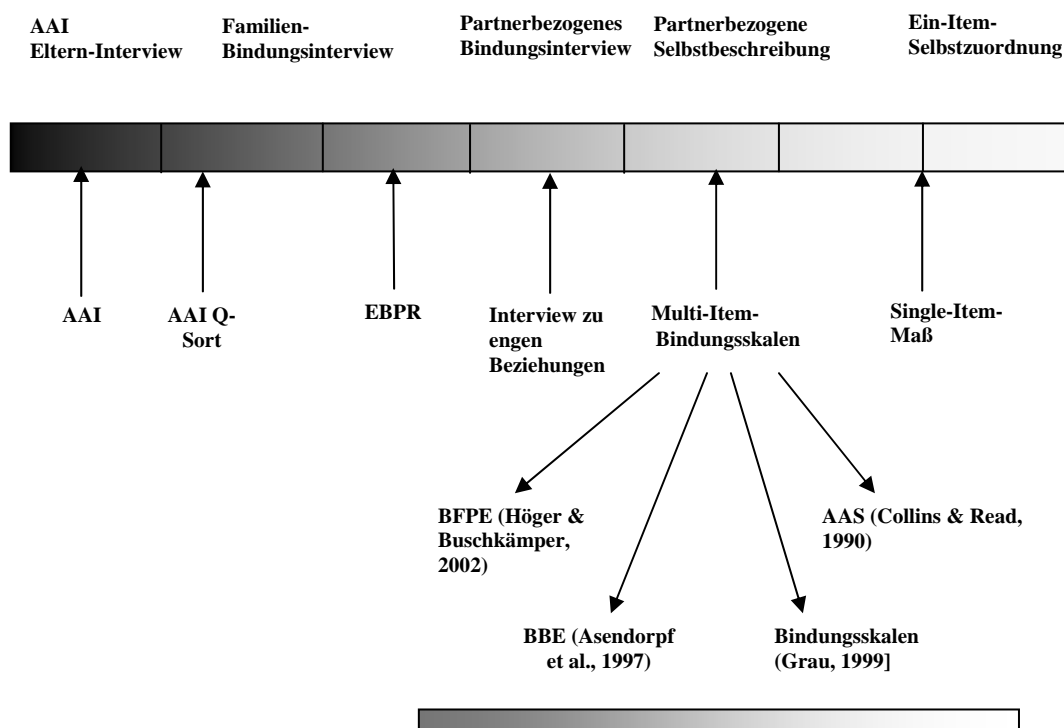 AAI
Eltern-Interview
Familien-
Bindungsinterview
Partnerbezogenes
Bindungsinterview
Partnerbezogene
Selbstbeschreibung
Ein-Item-
Selbstzuordnung
AAI
AAI Q-
Sort
EBPR
Interview zu
engen
Beziehungen
Multi-Item-
Bindungsskalen
Single-Item-
Maß
BFPE (Höger &
Buschkämper,
2002)
AAS (Collins & Read,
1990)
BBE (Asendorpf
et al., 1997)
Bindungsskalen
(Grau, 1999]